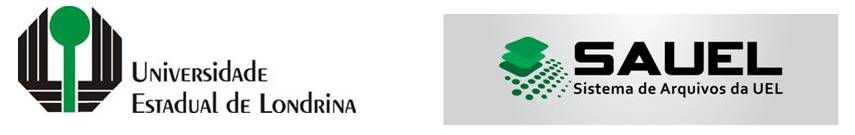 UNIVERSIDADE
ESTADUAL DE LONDRINA
SAUEL
Sistema de Arquivos da UEL